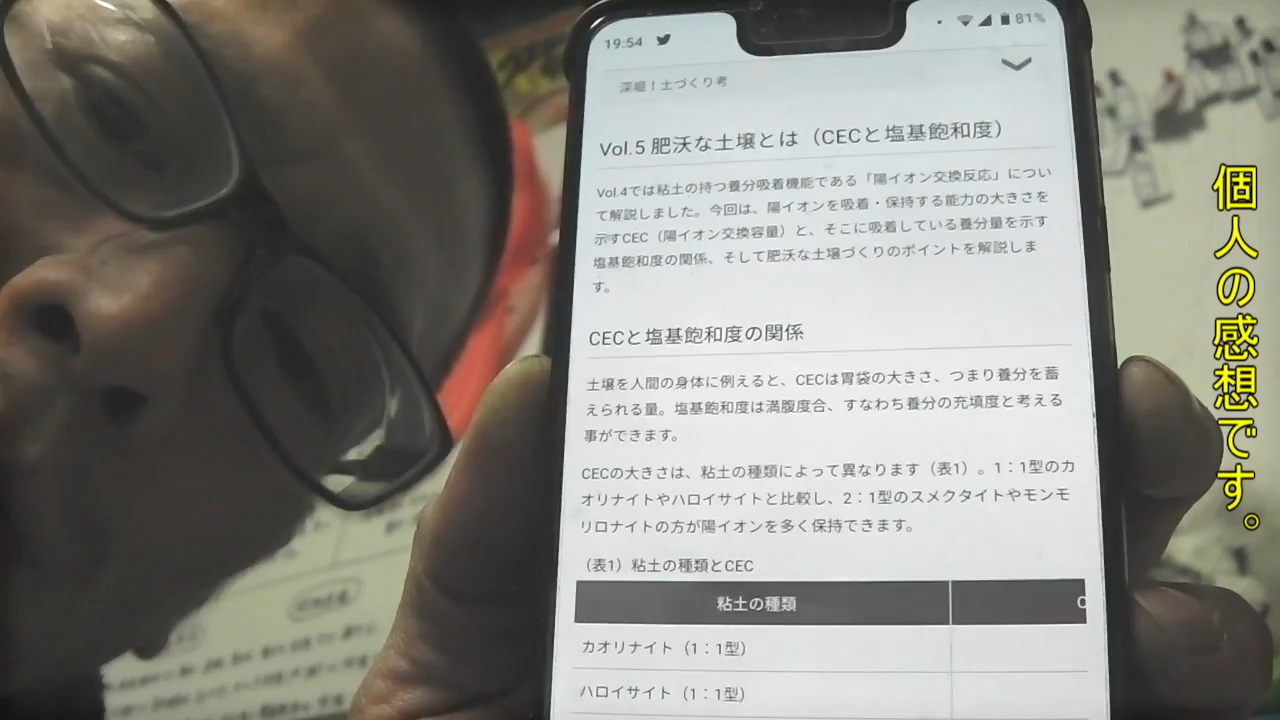 19:54
81%
深堀！土づくり考
Vol.5 肥沃な土壌とは（CECと塩基飽和度）
Vol.4では粘土の持つ養分吸着機能である「陽イオン交換反応」につい
て解説しました。今回は、陽イオンを吸着・保持する能力の大きさを
示すCEC（陽イオン交換容量）と、そこに吸着している養分量を示す
塩基飽和度の関係、そして肥沃な土壌づくりのポイントを解説しま
す。
CECと塩基飽和度の関係
土壌を人間の身体に例えると、CECは胃袋の大きさ、つまり養分を蓄
えられる量。塩基飽和度は満腹度合、すなわち養分の充填度と考える
事ができます。
CECの大きさは、粘土の種類によって異なります（表1）。1：1型のカ
オリナイトやハロイサイトと比較し、2：1型のスメクタイトやモンモ
リロナイトの方が陽イオンを多く保持できます。
（表1）粘土の種類とCEC
粘土の種類
カオリナイト（1：1型）
ハロイサイト（1：1型）
個人の感想です。